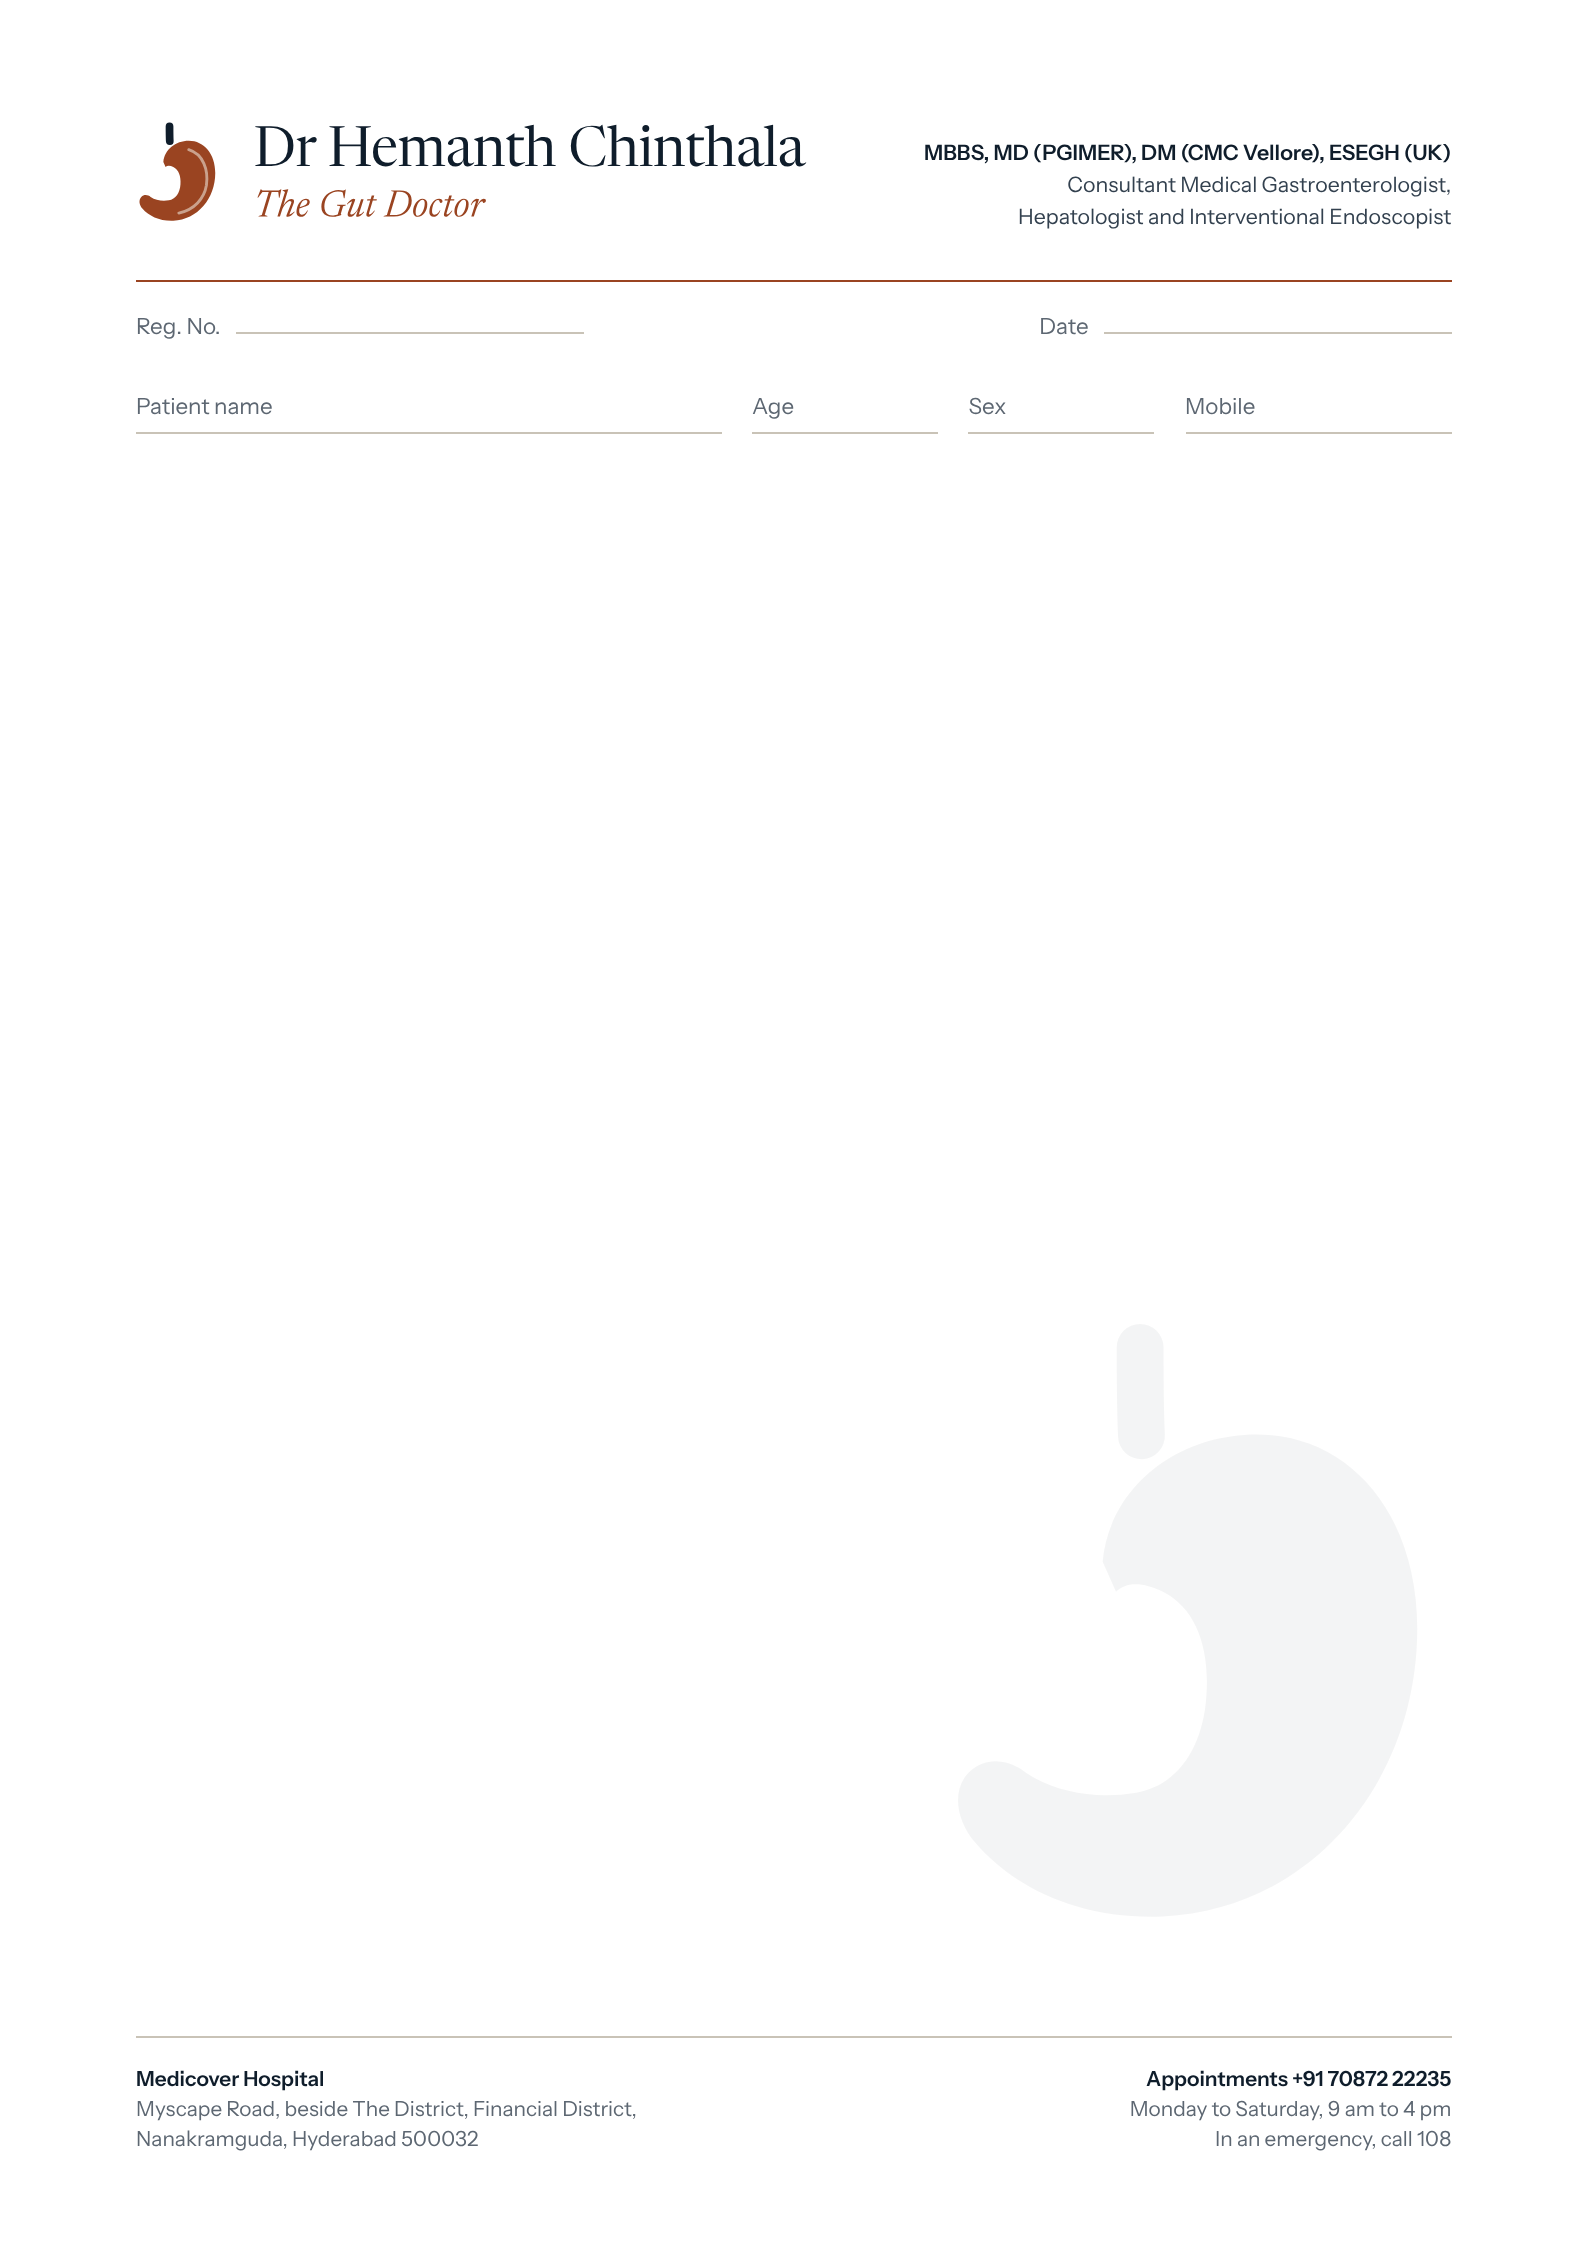 Dr Hemanth Chinthala
The Gut Doctor
MBBS, MD (PGIMER), DM (CMC Vellore), ESEGH (UK)
Consultant Medical Gastroenterologist,
Hepatologist and Interventional Endoscopist
Reg. No.
Date
Patient name
Age
Sex
Mobile
Medicover Hospital
Myscape Road, beside The District, Financial District,
Nanakramguda, Hyderabad 500032
Appointments +91 70872 22235
Monday to Saturday, 9 am to 4 pm
In an emergency, call 108